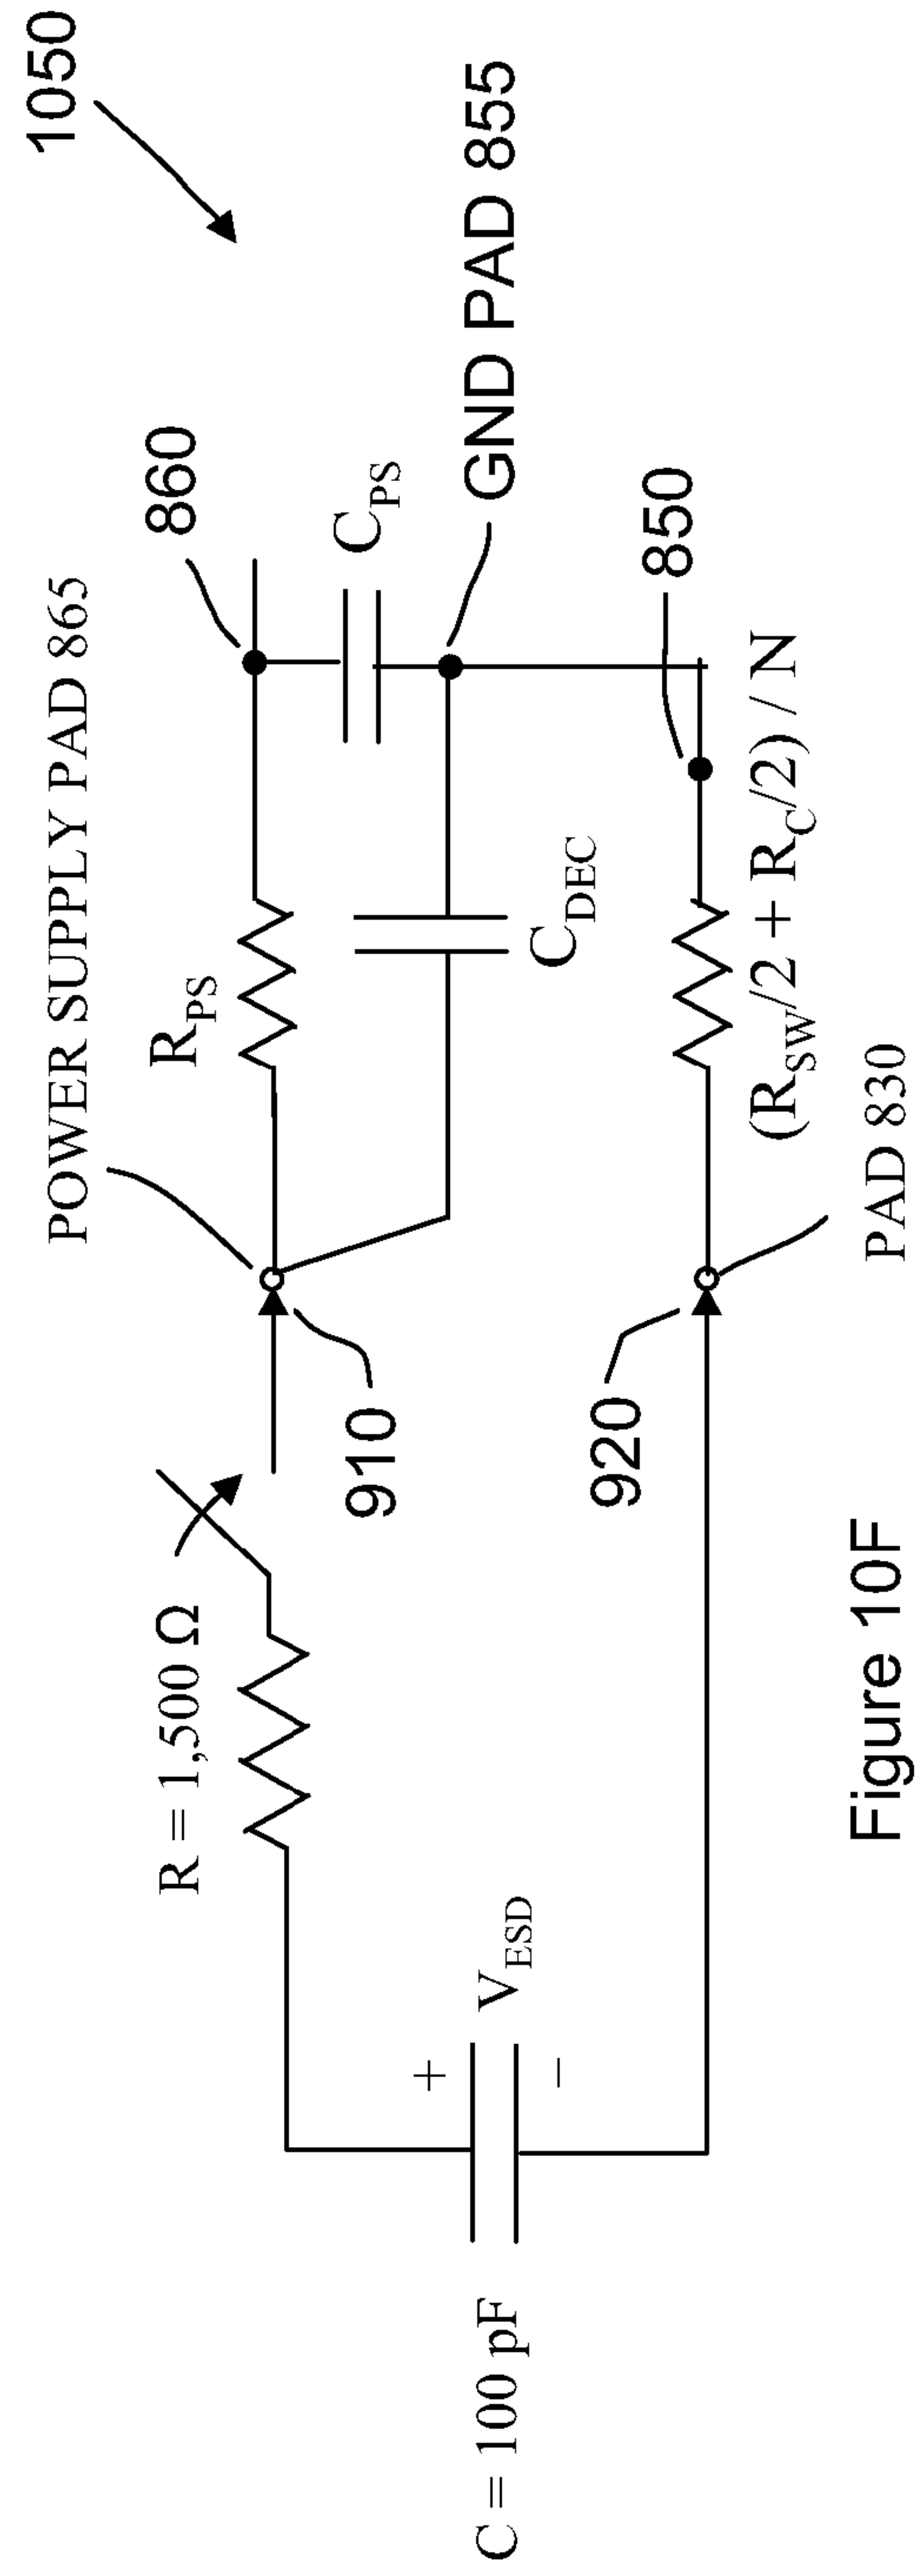 1050
POWER SUPPLY PAD 865
860
R = 1,500 Ω
R_PS
C_PS
910
GND PAD 855
+
V_ESD
−
C = 100 pF
C_DEC
920
850
(R_SW/2 + R_C/2) / N
PAD 830
Figure 10F